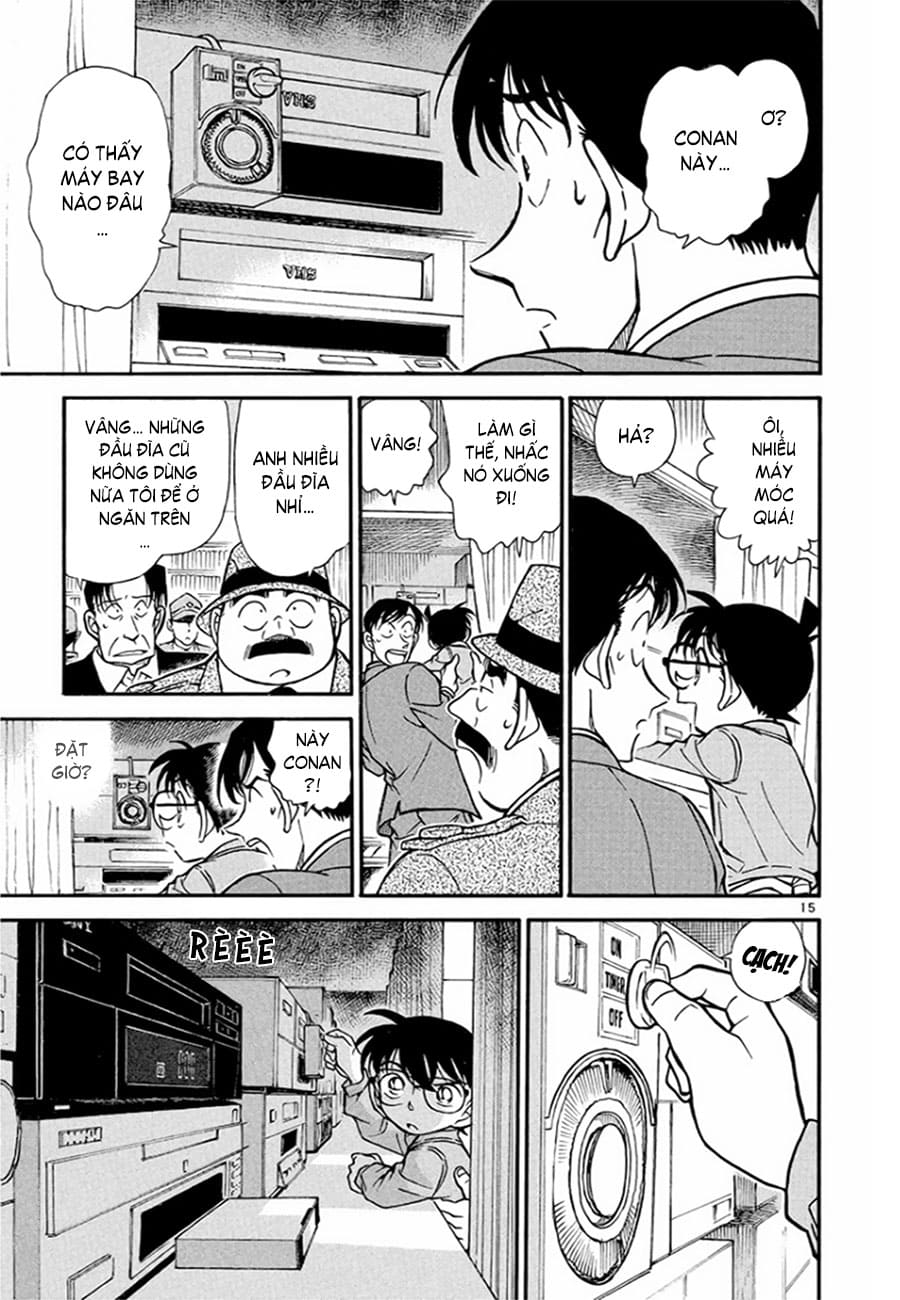 Ơ?
CONAN
NÀY...
CÓ THẤY
MÁY BAY
NÀO ĐÂU
...
ON
OFF
VHS
VHS
ÔI,
NHIỀU
MÁY
MÓC
QUÁ!
HẢ?
LÀM GÌ
THẾ, NHẤC
NÓ XUỐNG
ĐI!
VÂNG!
ANH NHIỀU
ĐẦU ĐĨA
NHỈ...
VÂNG... NHỮNG
ĐẦU ĐĨA CŨ
KHÔNG DÙNG
NỮA TÔI ĐỂ Ở
NGĂN TRÊN
...
NÀY
CONAN
?!
ĐẶT
GIỜ?
15
CẠCH!
ON
TIMER
OFF
RÈÈÈ